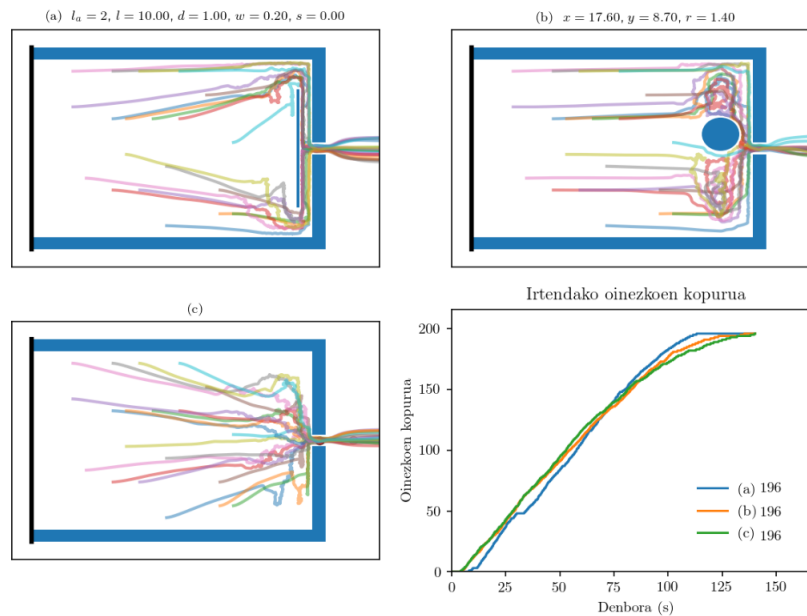 (a) l_a = 2, l = 10.00, d = 1.00, w = 0.20, s = 0.00
(b) x = 17.60, y = 8.70, r = 1.40
(c)
Irtendako oinezkoen kopurua
Oinezkoen kopurua
200
150
100
50
0
(a) 196
(b) 196
(c) 196
0 25 50 75 100 125 150
Denbora (s)